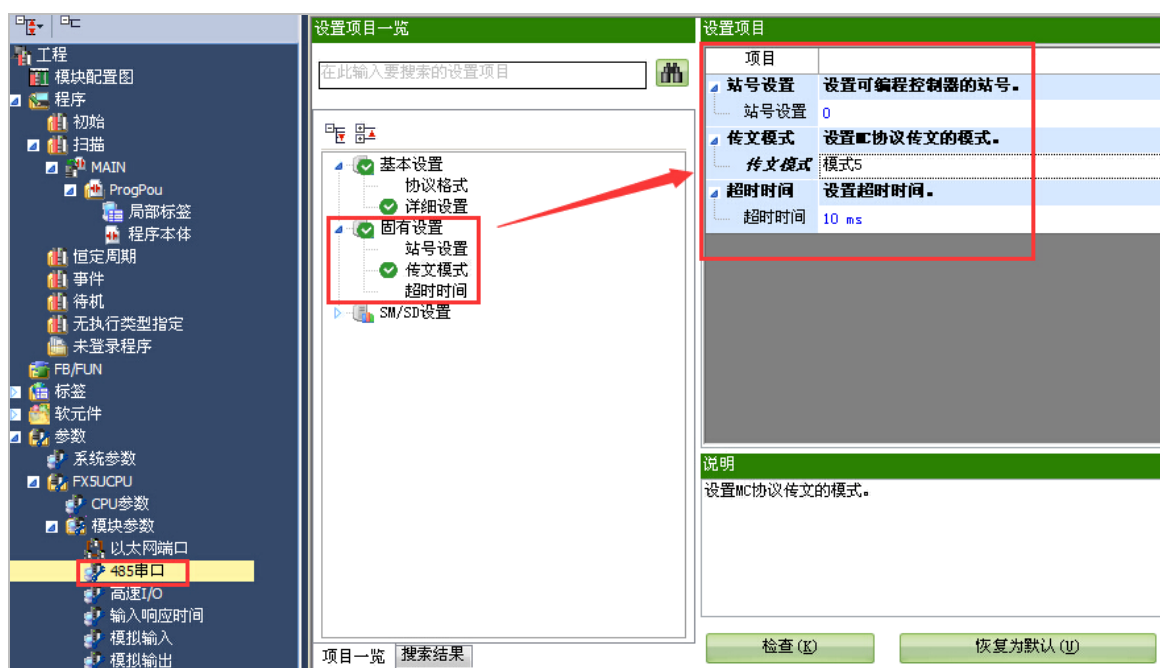 工程
模块配置图
程序
初始
扫描
MAIN
ProgPou
局部标签
程序本体
恒定周期
事件
待机
无执行类型指定
未登录程序
FB/FUN
标签
软元件
参数
系统参数
FX5UCPU
CPU参数
模块参数
以太网端口
485串口
高速I/O
输入响应时间
模拟输入
模拟输出
设置项目一览
在此输入要搜索的设置项目
基本设置
协议格式
详细设置
固有设置
站号设置
传文模式
超时时间
SM/SD设置
项目一览 搜索结果
设置项目
项目
站号设置 设置可编程控制器的站号。
站号设置 0
传文模式 设置MC协议传文的模式。
传文模式 模式5
超时时间 设置超时时间。
超时时间 10 ms
说明
设置MC协议传文的模式。
检查(K) 恢复为默认(U)